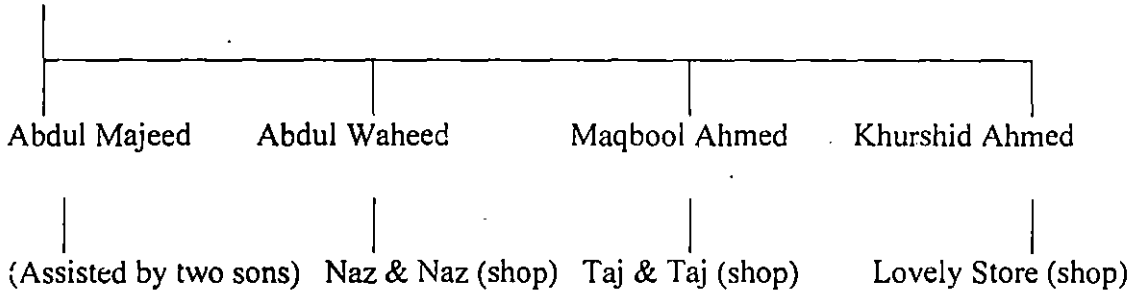 Abdul Majeed Abdul Waheed Maqbool Ahmed Khurshid Ahmed
(Assisted by two sons) Naz & Naz (shop) Taj & Taj (shop) Lovely Store (shop)